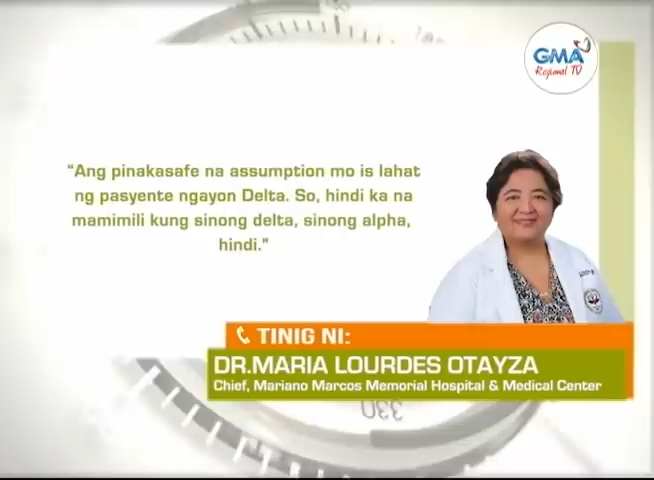 GMA
Regional TV
"Ang pinakasafe na assumption mo is lahat
ng pasyente ngayon Delta. So, hindi ka na
mamimili kung sinong delta, sinong alpha,
hindi."
TINIG NI:
DR.MARIA LOURDES OTAYZA
Chief, Mariano Marcos Memorial Hospital & Medical Center